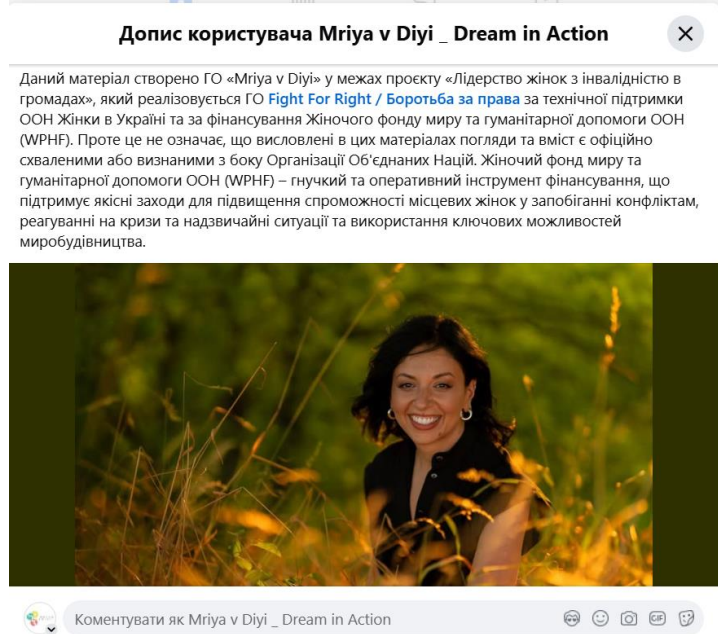 Допис користувача Mriya v Diyi _ Dream in Action
Даний матеріал створено ГО «Mriya v Diyi» у межах проєкту «Лідерство жінок з інвалідністю в
громадах», який реалізовується ГО Fight For Right / Боротьба за права за технічної підтримки
ООН Жінки в Україні та за фінансування Жіночого фонду миру та гуманітарної допомоги ООН
(WPHF). Проте це не означає, що висловлені в цих матеріалах погляди та вміст є офіційно
схваленими або визнаними з боку Організації Об'єднаних Націй. Жіночий фонд миру та
гуманітарної допомоги ООН (WPHF) – гнучкий та оперативний інструмент фінансування, що
підтримує якісні заходи для підвищення спроможності місцевих жінок у запобіганні конфліктам,
реагуванні на кризи та надзвичайні ситуації та використання ключових можливостей
миробудівництва.
Коментувати як Mriya v Diyi _ Dream in Action
GIF